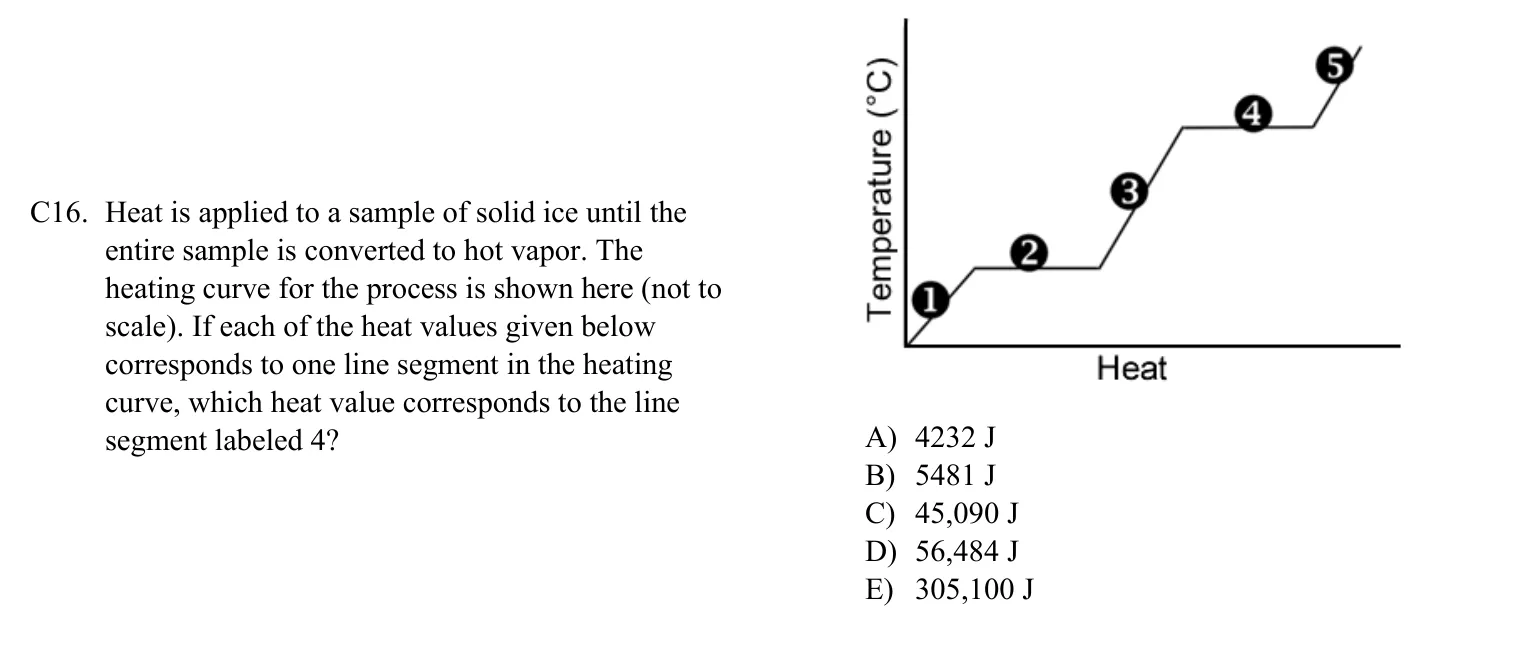 C16. Heat is applied to a sample of solid ice until the
entire sample is converted to hot vapor. The
heating curve for the process is shown here (not to
scale). If each of the heat values given below
corresponds to one line segment in the heating
curve, which heat value corresponds to the line
segment labeled 4?
Temperature (°C)
1
2
3
4
5
Heat
A) 4232 J
B) 5481 J
C) 45,090 J
D) 56,484 J
E) 305,100 J